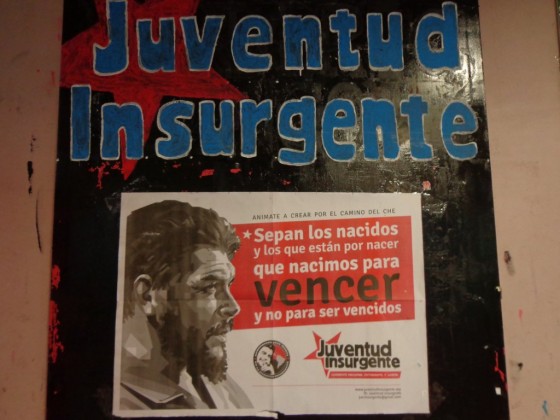 Juventud
Insurgente
ANIMATE A CREAR POR EL CAMINO DEL CHE
Sepan los nacidos
y los que están por nacer
que nacimos para
vencer
y no para ser vencidos
Juventud
insurgente